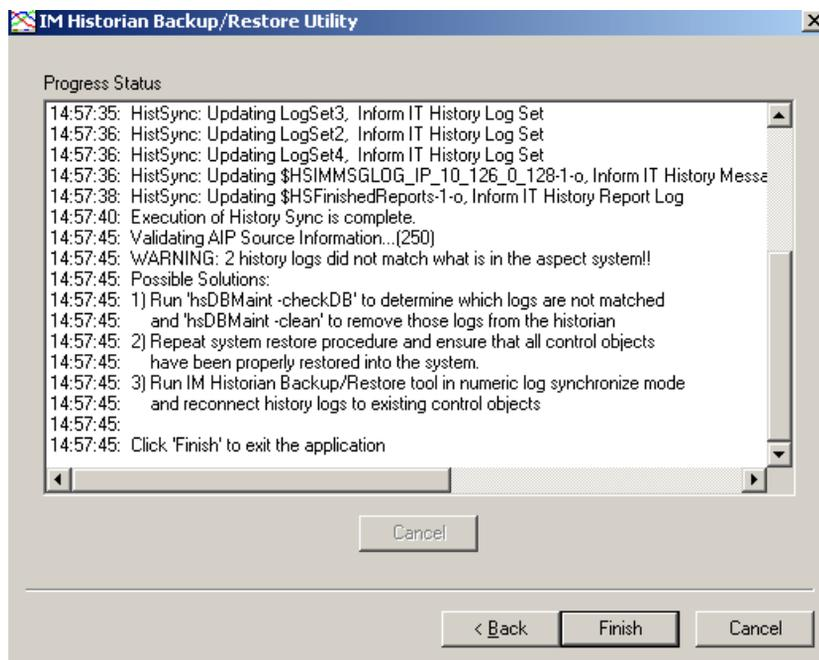 IM Historian Backup/Restore Utility
Progress Status
14:57:35: HistSync: Updating LogSet3, Inform IT History Log Set
14:57:36: HistSync: Updating LogSet2, Inform IT History Log Set
14:57:36: HistSync: Updating LogSet4, Inform IT History Log Set
14:57:36: HistSync: Updating $HSIMMSGLOG_IP_10_126_0_128-1-o, Inform IT History Messa
14:57:38: HistSync: Updating $HSFinishedReports-1-o, Inform IT History Report Log
14:57:40: Execution of History Sync is complete.
14:57:45: Validating AIP Source Information...(250)
14:57:45: WARNING: 2 history logs did not match what is in the aspect system!!
14:57:45: Possible Solutions:
14:57:45: 1) Run 'hsDBMaint -checkDB' to determine which logs are not matched
14:57:45: and 'hsDBMaint -clean' to remove those logs from the historian
14:57:45: 2) Repeat system restore procedure and ensure that all control objects
14:57:45: have been properly restored into the system.
14:57:45: 3) Run IM Historian Backup/Restore tool in numeric log synchronize mode
14:57:45: and reconnect history logs to existing control objects
14:57:45:
14:57:45: Click 'Finish' to exit the application
Cancel
< Back
Finish
Cancel